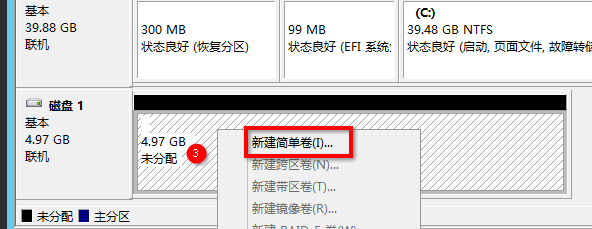 基本
39.88 GB
联机
300 MB
状态良好 (恢复分区)
99 MB
状态良好 (EFI 系统
(C:)
39.48 GB NTFS
状态良好 (启动, 页面文件, 故障转储
磁盘 1
基本
4.97 GB
联机
4.97 GB
未分配
3
新建简单卷(I)...
新建跨区卷(N)...
新建带区卷(T)...
新建镜像卷(R)...
新建 RAID-5 卷(W)...
未分配
主分区